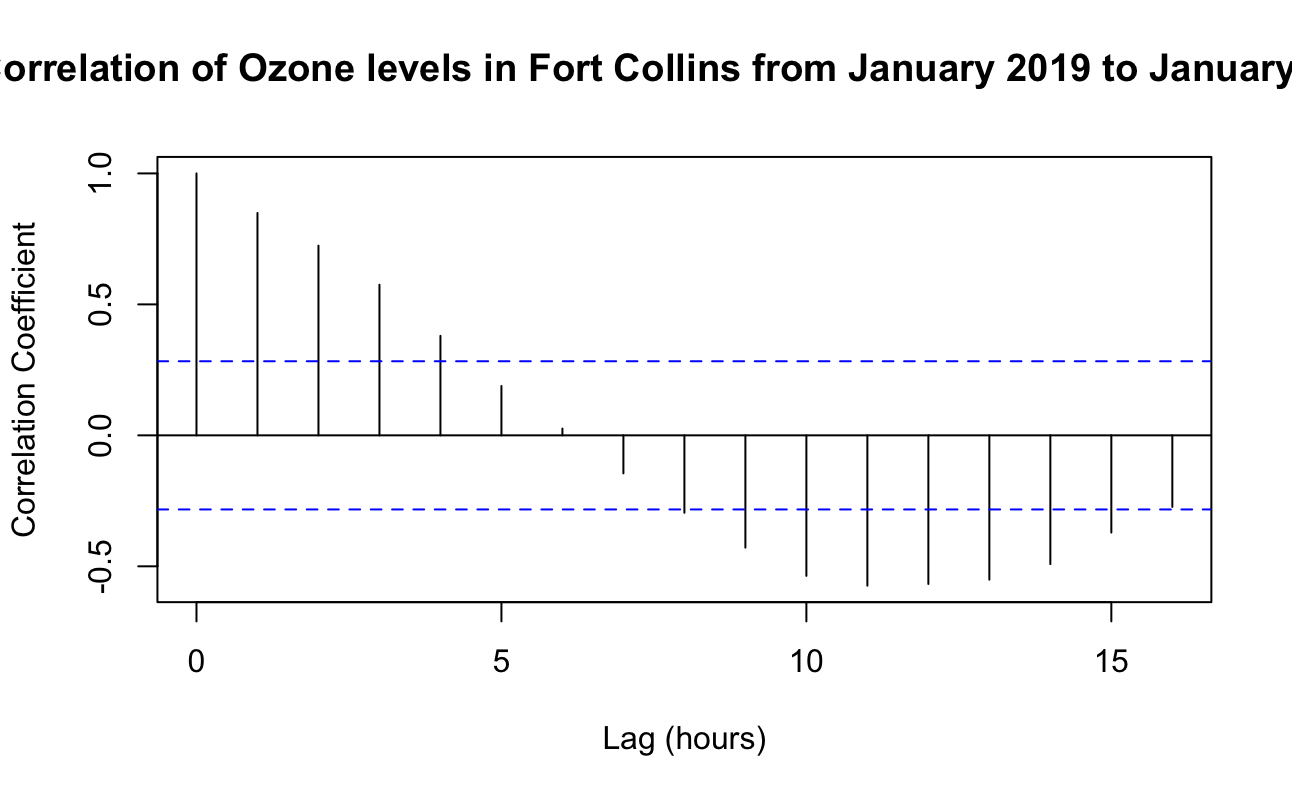 orrelation of Ozone levels in Fort Collins from January 2019 to January
Correlation Coefficient
1.0
0.5
0.0
-0.5
0 5 10 15
Lag (hours)